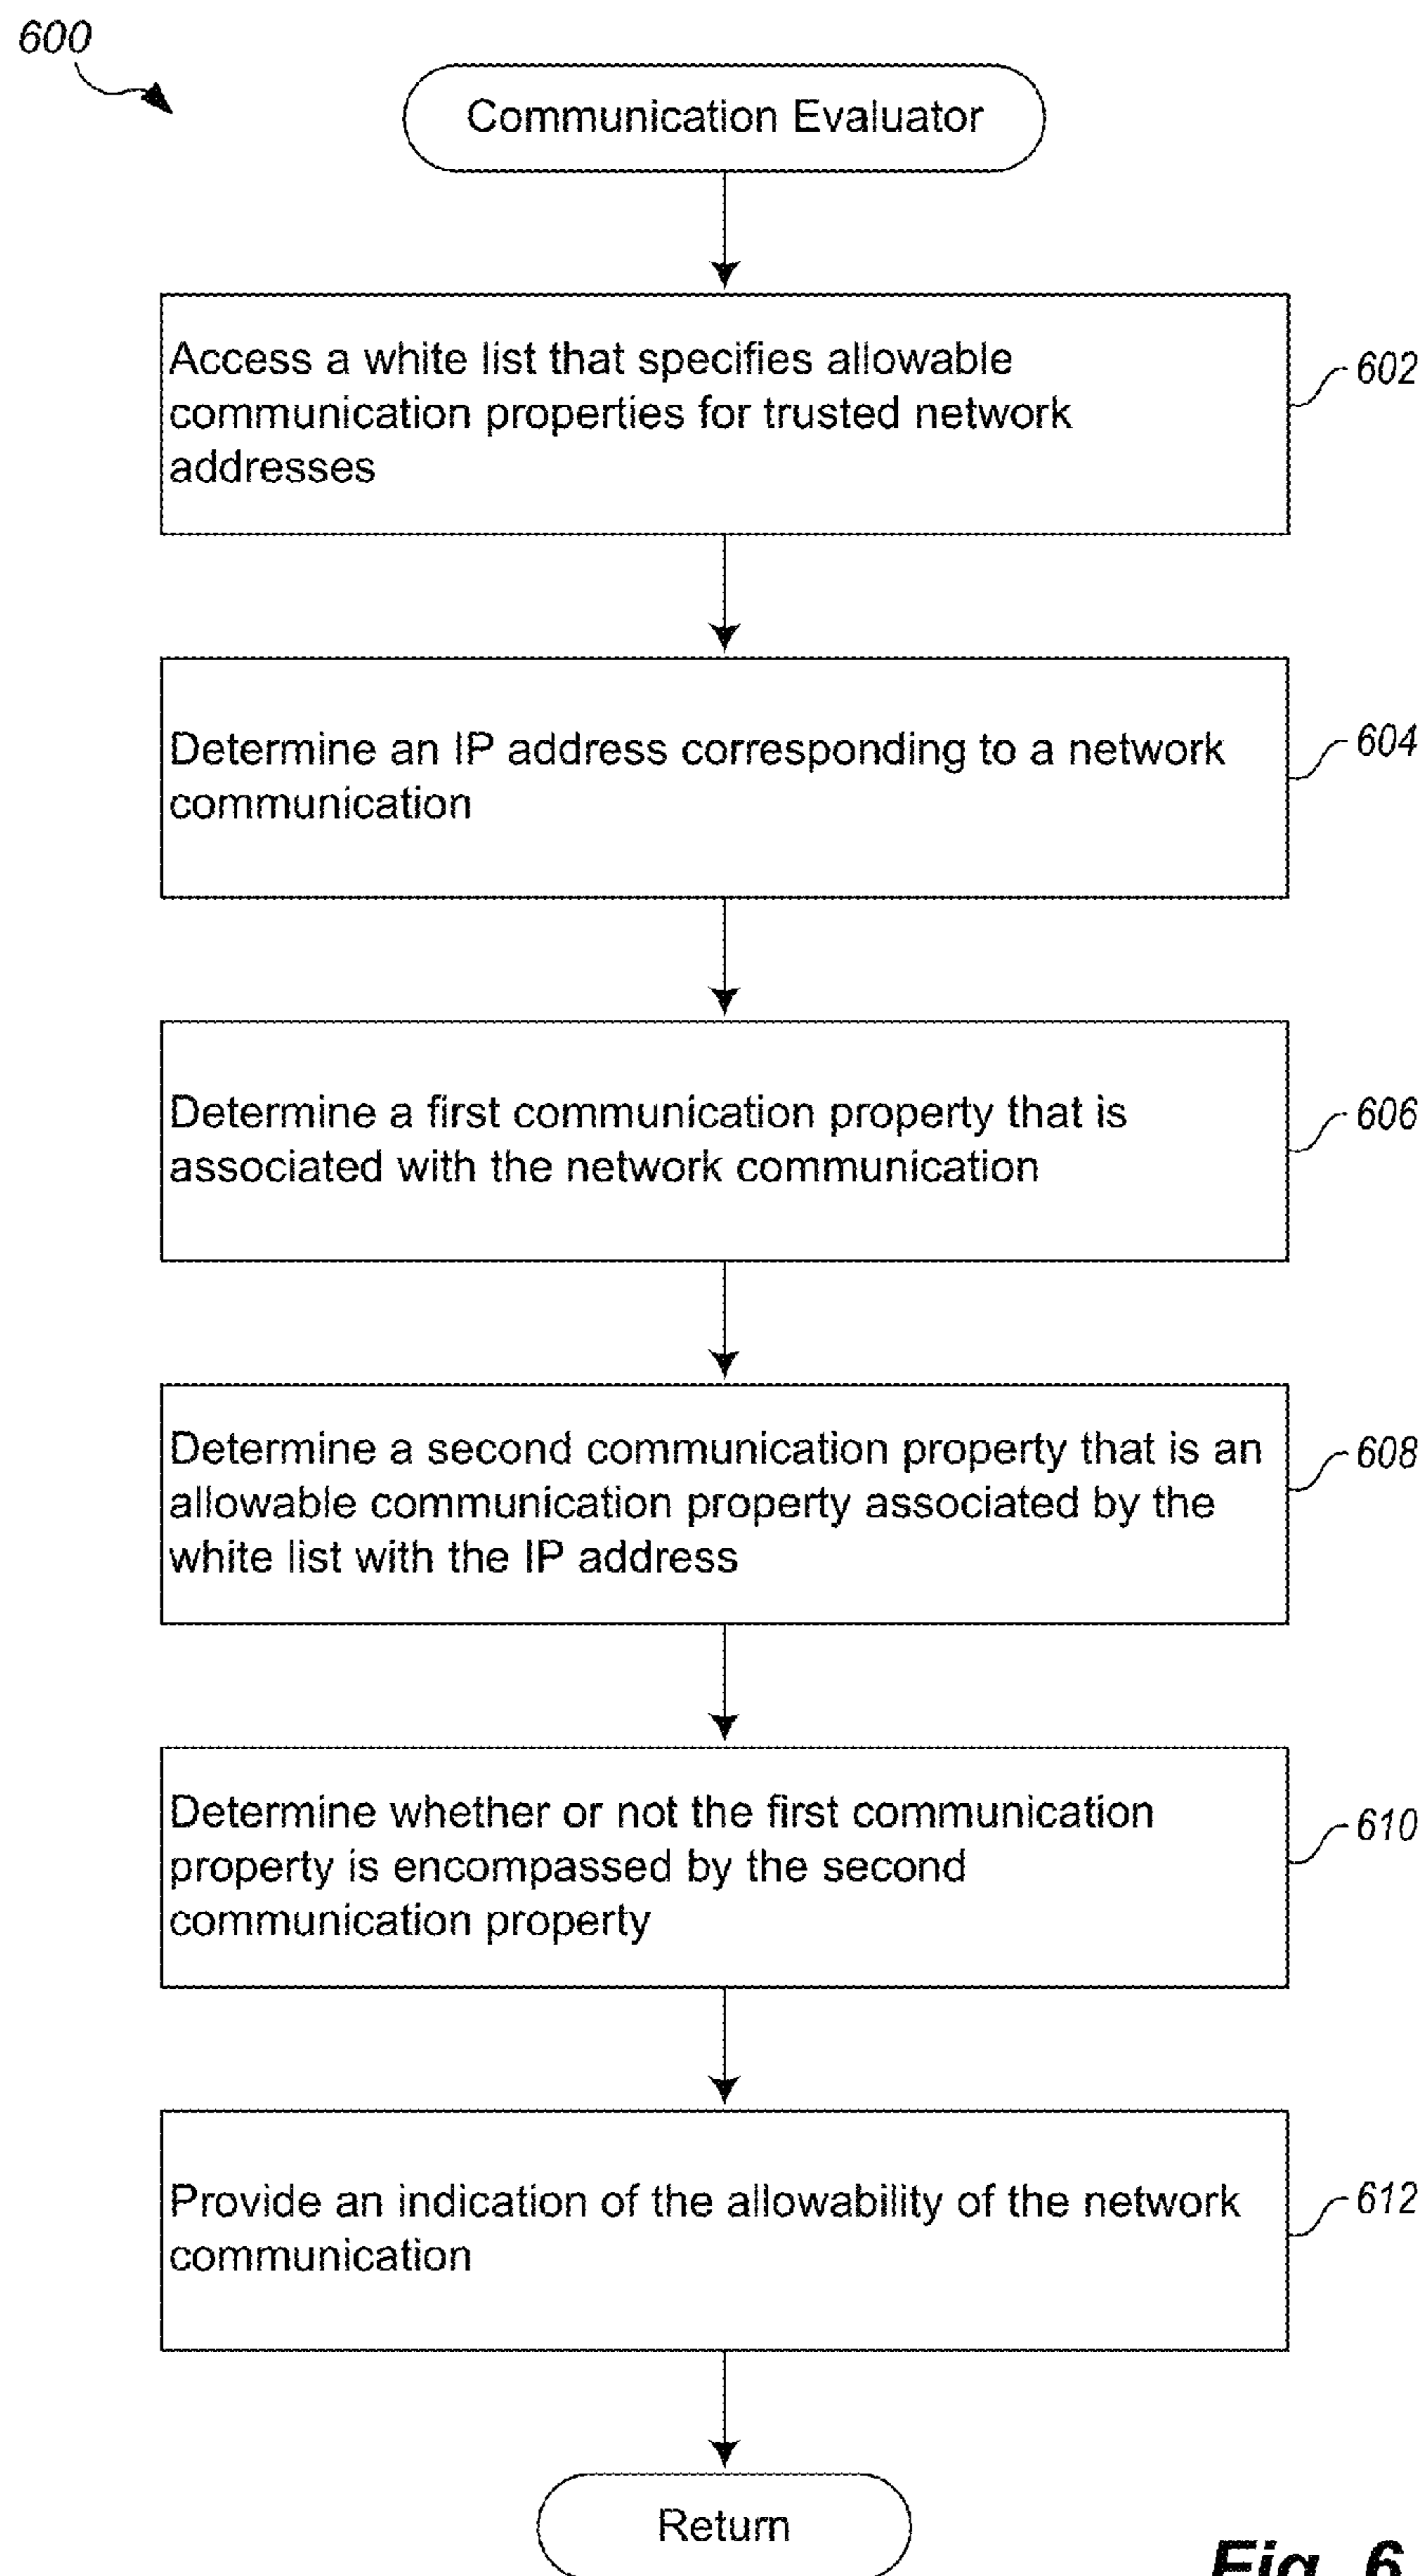 600
Communication Evaluator
Access a white list that specifies allowable
communication properties for trusted network
addresses
602
Determine an IP address corresponding to a network
communication
604
Determine a first communication property that is
associated with the network communication
606
Determine a second communication property that is an
allowable communication property associated by the
white list with the IP address
608
Determine whether or not the first communication
property is encompassed by the second
communication property
610
Provide an indication of the allowability of the network
communication
612
Return
Fig. 6